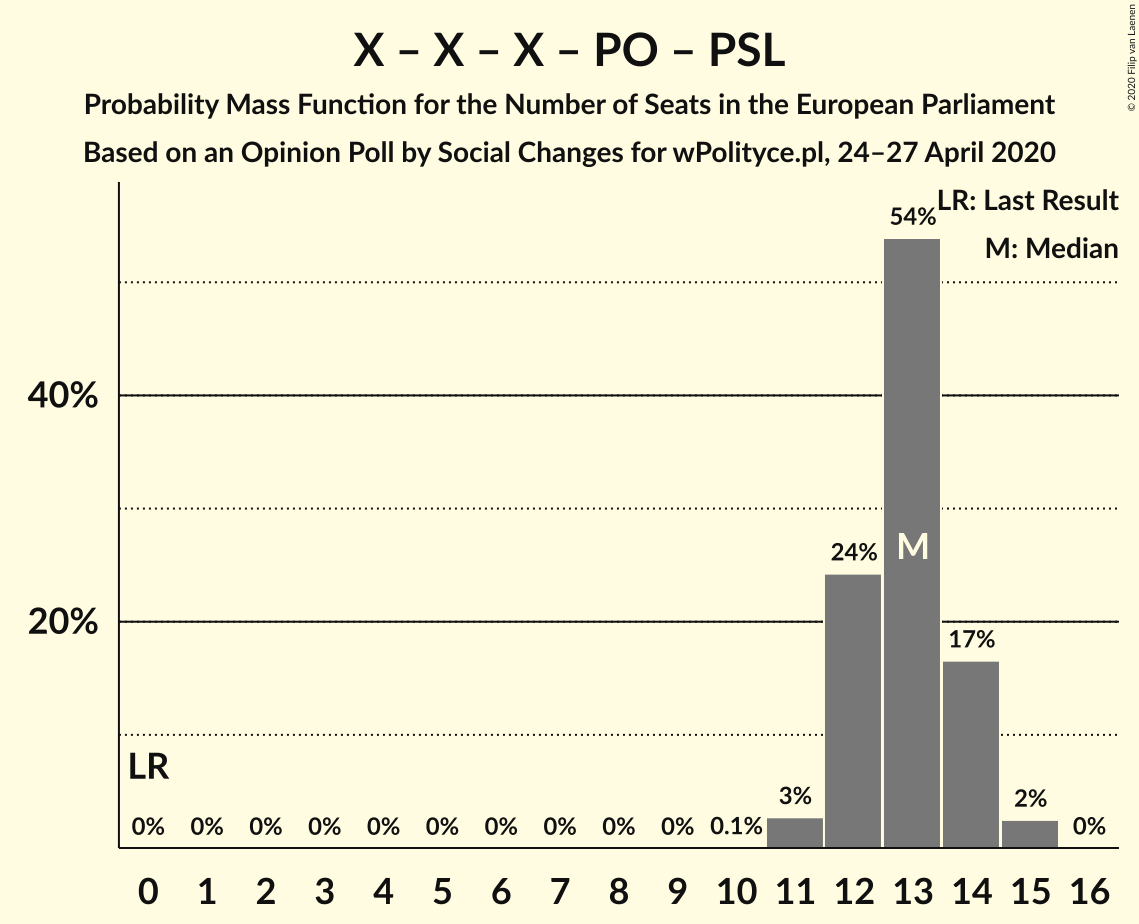 X – X – X – PO – PSL
Probability Mass Function for the Number of Seats in the European Parliament
Based on an Opinion Poll by Social Changes for wPolityce.pl, 24–27 April 2020
© 2020 Filip van Laenen
LR: Last Result
M: Median
54%
40%
24%
M
20%
17%
LR
0% 0% 0% 0% 0% 0% 0% 0% 0% 0% 0.1% 3% 2% 0%
0 1 2 3 4 5 6 7 8 9 10 11 12 13 14 15 16